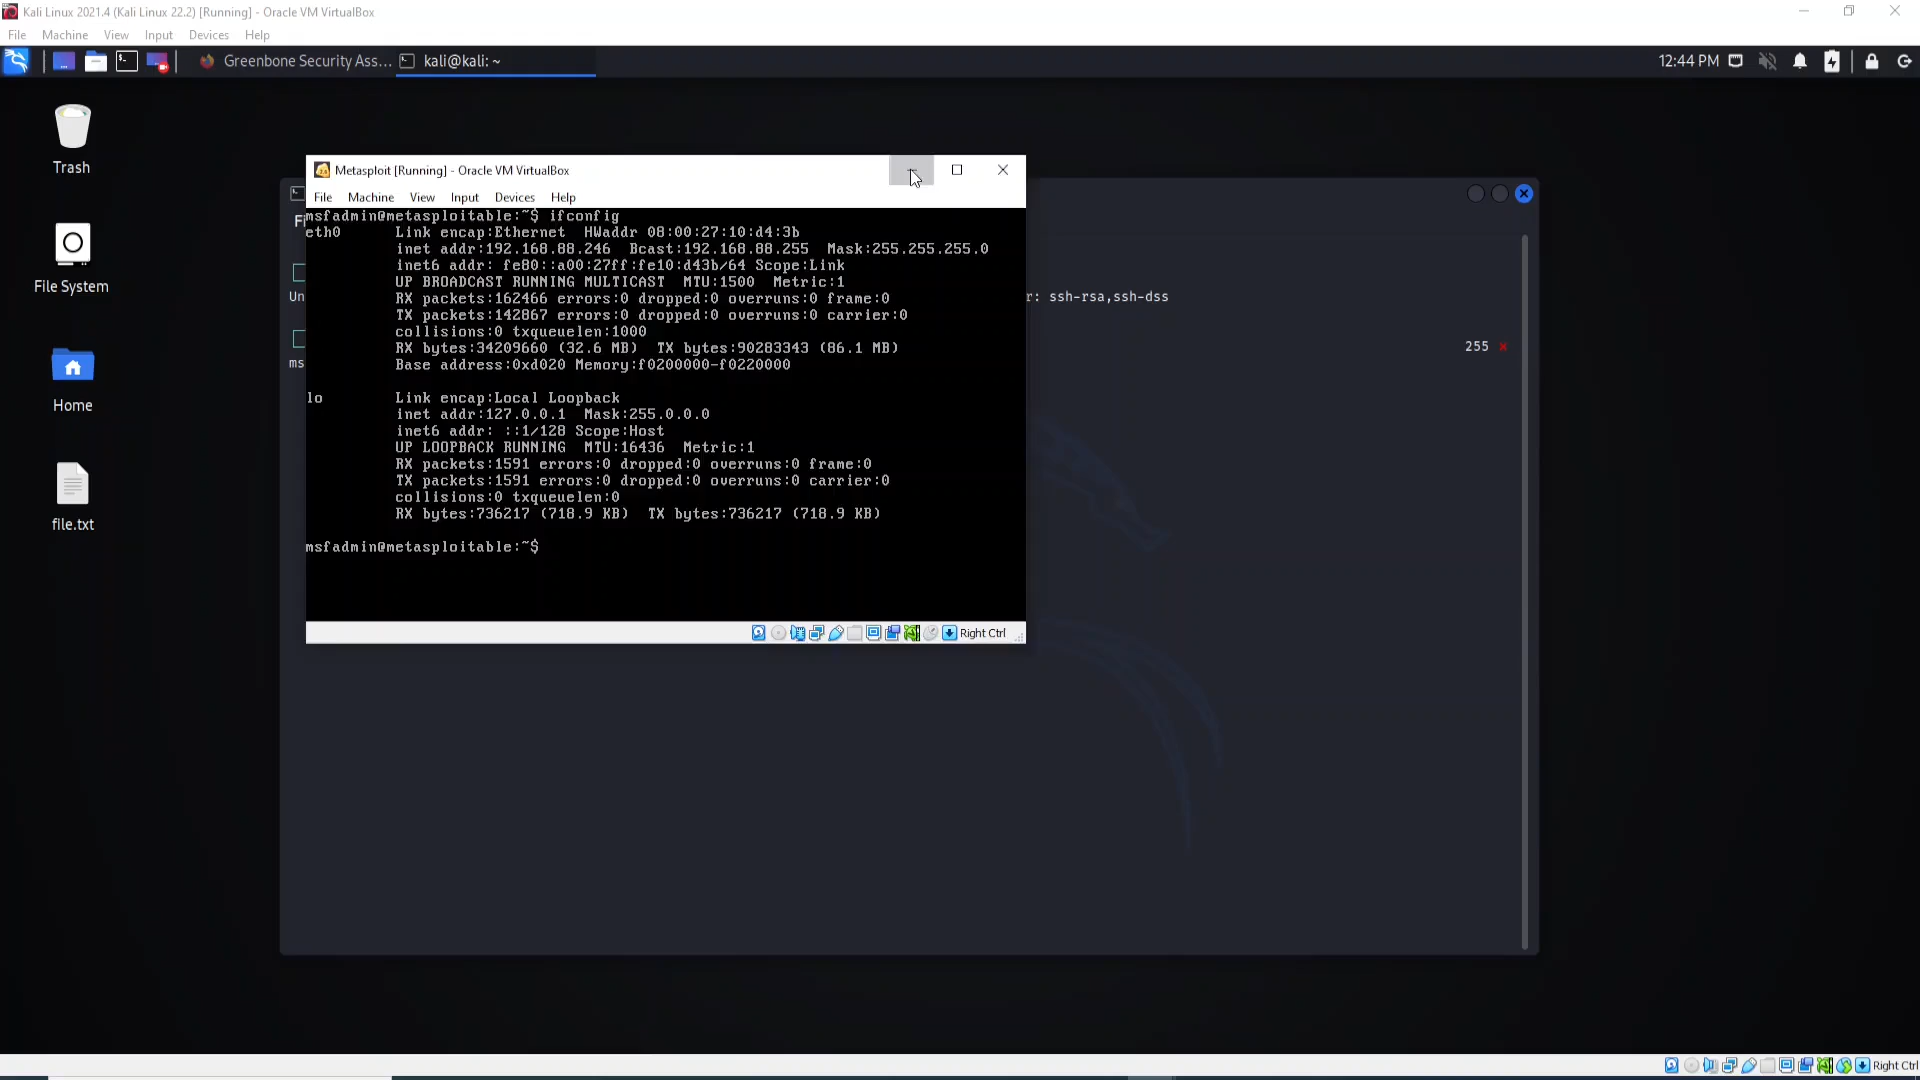 Kali Linux 2021.4 (Kali Linux 22.2) [Running] - Oracle VM VirtualBox
File Machine View Input Devices Help
Greenbone Security Ass... kali@kali: ~ 12:44 PM
Trash
File System
Home
file.txt
Metasploit [Running] - Oracle VM VirtualBox
File Machine View Input Devices Help
msfadmin@metasploitable:~$ ifconfig
eth0 Link encap:Ethernet HWaddr 08:00:27:10:d4:3b
inet addr:192.168.88.246 Bcast:192.168.88.255 Mask:255.255.255.0
inet6 addr: fe80::a00:27ff:fe10:d43b/64 Scope:Link
UP BROADCAST RUNNING MULTICAST MTU:1500 Metric:1
RX packets:162466 errors:0 dropped:0 overruns:0 frame:0
TX packets:142867 errors:0 dropped:0 overruns:0 carrier:0
collisions:0 txqueuelen:1000
RX bytes:34209660 (32.6 MB) TX bytes:90283343 (86.1 MB)
Base address:0xd020 Memory:f0200000-f0220000
lo Link encap:Local Loopback
inet addr:127.0.0.1 Mask:255.0.0.0
inet6 addr: ::1/128 Scope:Host
UP LOOPBACK RUNNING MTU:16436 Metric:1
RX packets:1591 errors:0 dropped:0 overruns:0 frame:0
TX packets:1591 errors:0 dropped:0 overruns:0 carrier:0
collisions:0 txqueuelen:0
RX bytes:736217 (718.9 KB) TX bytes:736217 (718.9 KB)
msfadmin@metasploitable:~$
Right Ctrl
Fi
Un r: ssh-rsa,ssh-dss
255
ms
Right Ctrl